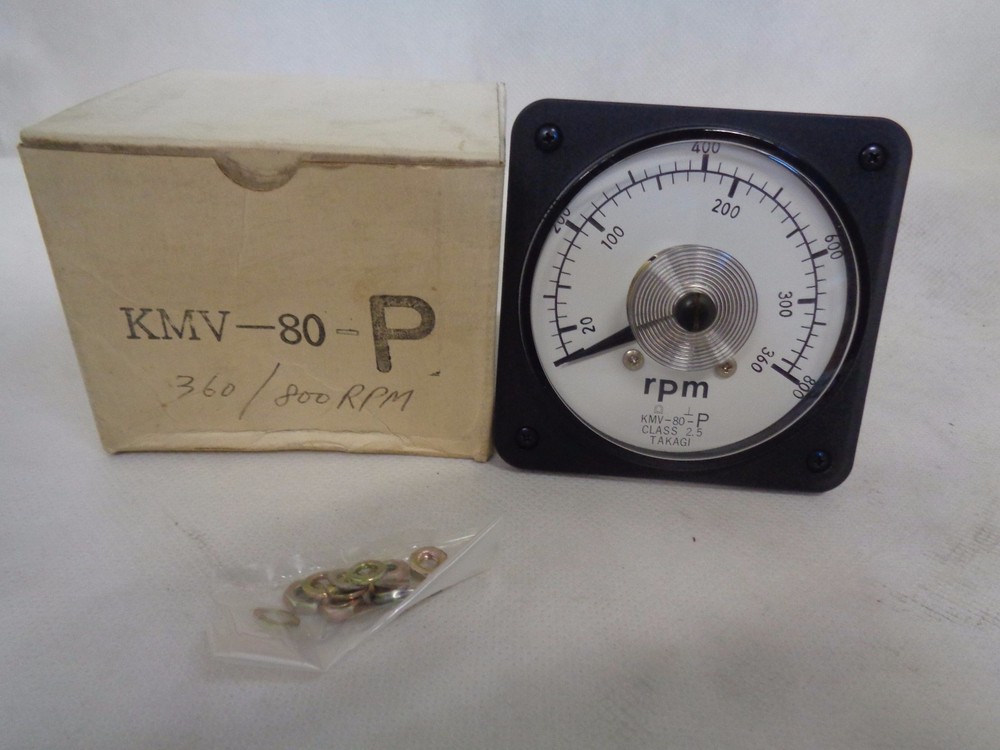 KMV-80-P
360/800RPM
400
200
600
200
100
300
20
360
800
rpm
Ω ⊥
KMV-80-P
CLASS 2.5
TAKAGI